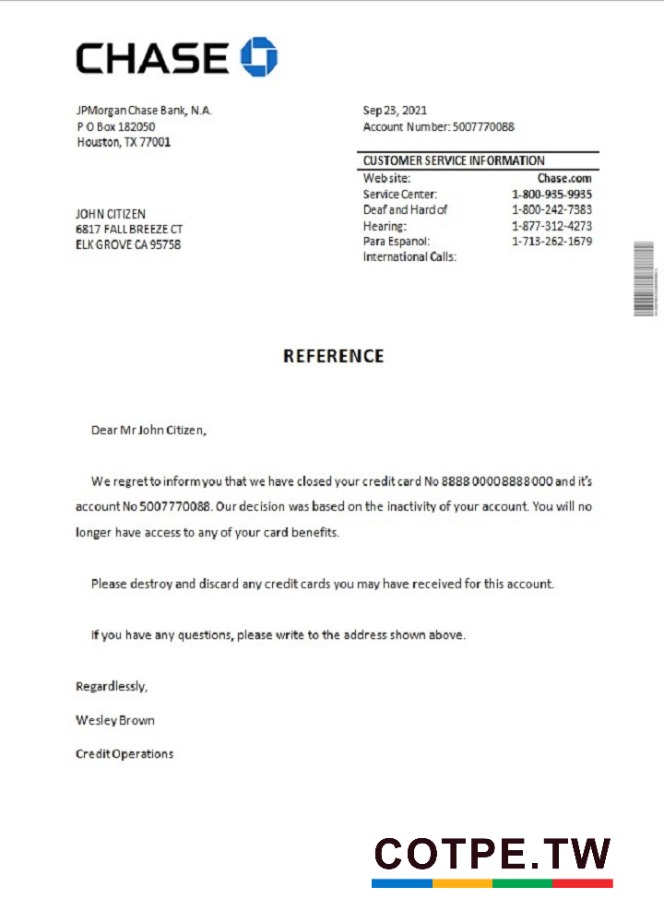 CHASE
JPMorgan Chase Bank, N.A.
P O Box 182050
Houston, TX 77001
Sep 23, 2021
Account Number: 5007770088
CUSTOMER SERVICE INFORMATION
Web site: Chase.com
Service Center: 1-800-935-9935
Deaf and Hard of 1-800-242-7383
Hearing: 1-877-312-4273
Para Espanol: 1-713-262-1679
International Calls:
JOHN CITIZEN
6817 FALL BREEZE CT
ELK GROVE CA 95758
REFERENCE
Dear Mr John Citizen,
We regret to inform you that we have closed your credit card No 8888 0000 8888 000 and it's
account No 5007770088. Our decision was based on the inactivity of your account. You will no
longer have access to any of your card benefits.
Please destroy and discard any credit cards you may have received for this account.
If you have any questions, please write to the address shown above.
Regardlessly,
Wesley Brown
Credit Operations
COTPE.TW